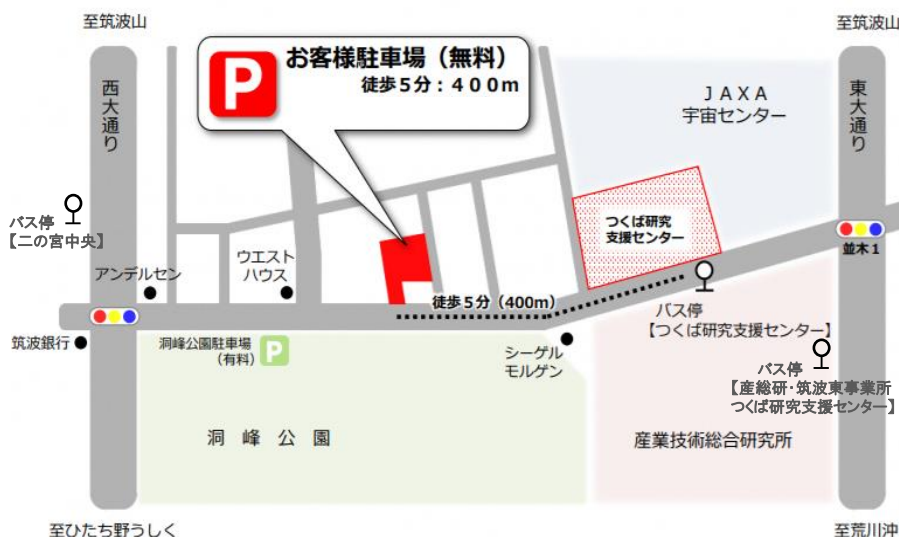 至筑波山
至筑波山
P
お客様駐車場（無料）
徒歩５分：４００ｍ
西大通り
ＪＡＸＡ
宇宙センター
東大通り
バス停
【二の宮中央】
つくば研究
支援センター
並木１
アンデルセン
ウエスト
ハウス
徒歩５分（400m）
バス停
【つくば研究支援センター】
筑波銀行
洞峰公園駐車場
（有料）
P
シーゲル
モルゲン
バス停
【産総研・筑波東事業所
つくば研究支援センター】
洞峰公園
産業技術総合研究所
至ひたち野うしく
至荒川沖